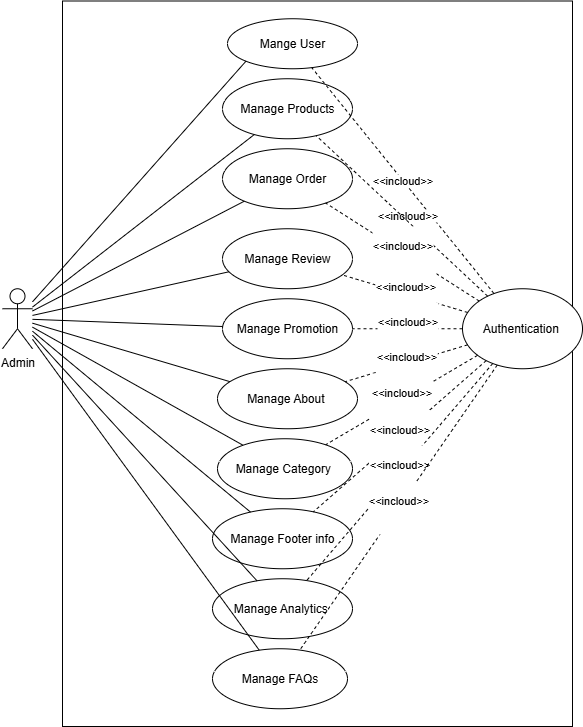 Mange User
Manage Products
Manage Order
Manage Review
Manage Promotion
Manage About
Manage Category
Manage Footer info
Manage Analytics
Manage FAQs
Admin
<<incloud>>
<<incloud>>
<<incloud>>
<<incloud>>
<<incloud>>
<<incloud>>
<<incloud>>
<<incloud>>
<<incloud>>
<<incloud>>
Authentication